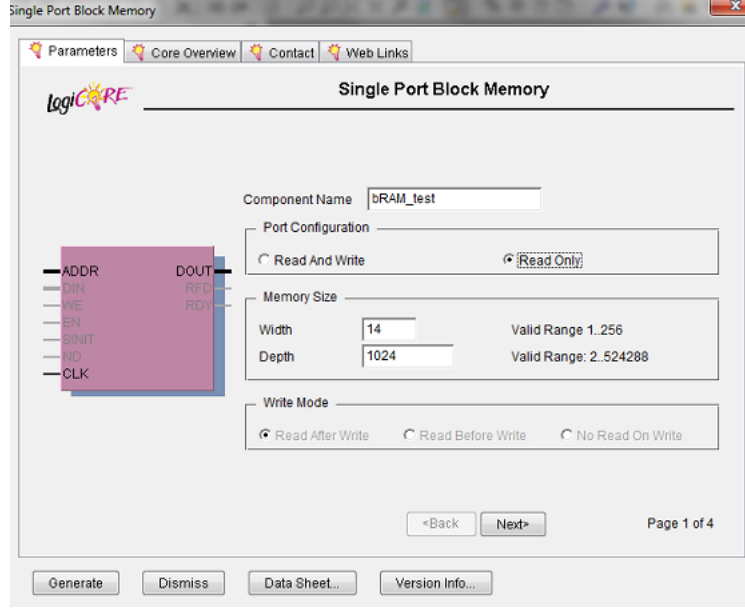 Single Port Block Memory
Parameters Core Overview Contact Web Links
logiCORE Single Port Block Memory
Component Name bRAM_test
Port Configuration
Read And Write Read Only
ADDR DOUT
DIN RFD
WE RDY
EN
SINIT
ND
CLK
Memory Size
Width 14 Valid Range 1..256
Depth 1024 Valid Range: 2..524288
Write Mode
Read After Write Read Before Write No Read On Write
<Back Next> Page 1 of 4
Generate Dismiss Data Sheet... Version Info...